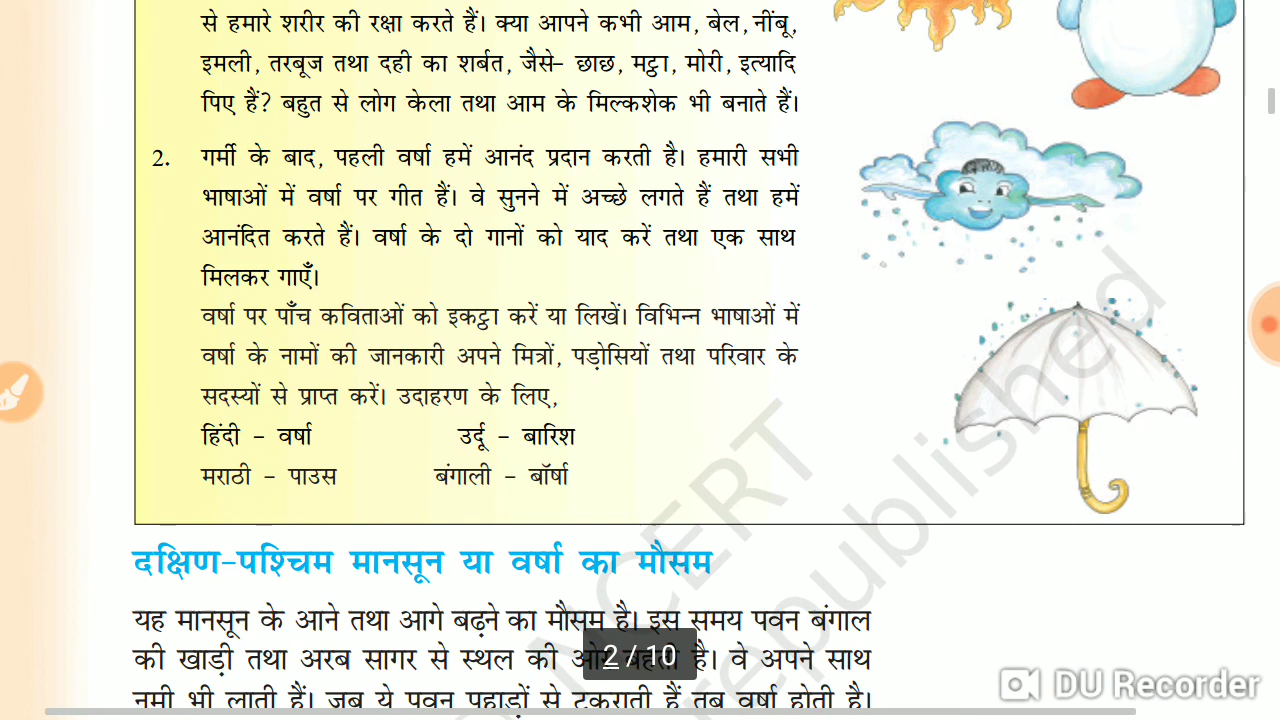 से हमारे शरीर की रक्षा करते हैं। क्या आपने कभी आम, बेल, नींबू,
इमली, तरबूज तथा दही का शर्बत, जैसे– छाछ, मट्ठा, मोरी, इत्यादि
पिए हैं? बहुत से लोग केला तथा आम के मिल्कशेक भी बनाते हैं।
2. गर्मी के बाद, पहली वर्षा हमें आनंद प्रदान करती है। हमारी सभी
भाषाओं में वर्षा पर गीत हैं। वे सुनने में अच्छे लगते हैं तथा हमें
आनंदित करते हैं। वर्षा के दो गानों को याद करें तथा एक साथ
मिलकर गाएँ।
वर्षा पर पाँच कविताओं को इकट्ठा करें या लिखें। विभिन्न भाषाओं में
वर्षा के नामों की जानकारी अपने मित्रों, पड़ोसियों तथा परिवार के
सदस्यों से प्राप्त करें। उदाहरण के लिए,
हिंदी – वर्षा उर्दू – बारिश
मराठी – पाउस बंगाली – बॉर्षा
दक्षिण-पश्चिम मानसून या वर्षा का मौसम
यह मानसून के आने तथा आगे बढ़ने का मौसम है। इस समय पवन बंगाल
की खाड़ी तथा अरब सागर से स्थल की है। वे अपने साथ
नमी भी लाती हैं। जब ये पवन पहाड़ों से टकराती हैं तब वर्षा होती है।
2 / 10
NCERT
republished
DU Recorder